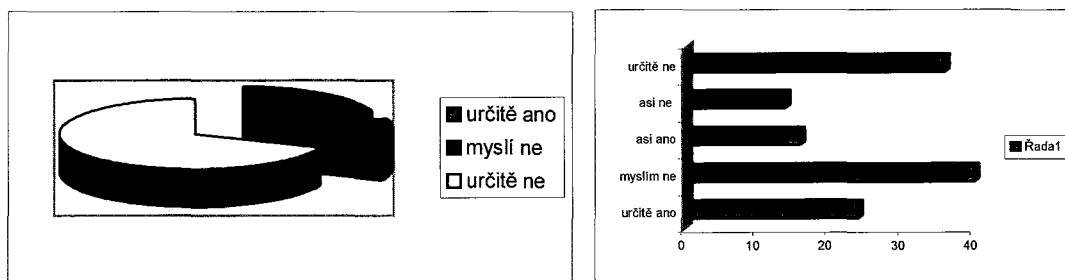 určitě ano
myslí ne
určitě ne
určitě ne
asi ne
asi ano
myslím ne
určitě ano
0 10 20 30 40
Řada1